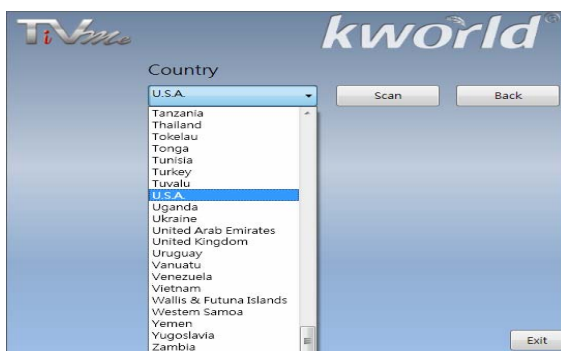 TiVme
kworld®
Country
U.S.A.
Scan
Back
Tanzania
Thailand
Tokelau
Tonga
Tunisia
Turkey
Tuvalu
U.S.A.
Uganda
Ukraine
United Arab Emirates
United Kingdom
Uruguay
Vanuatu
Venezuela
Vietnam
Wallis & Futuna Islands
Western Samoa
Yemen
Yugoslavia
Zambia
Exit